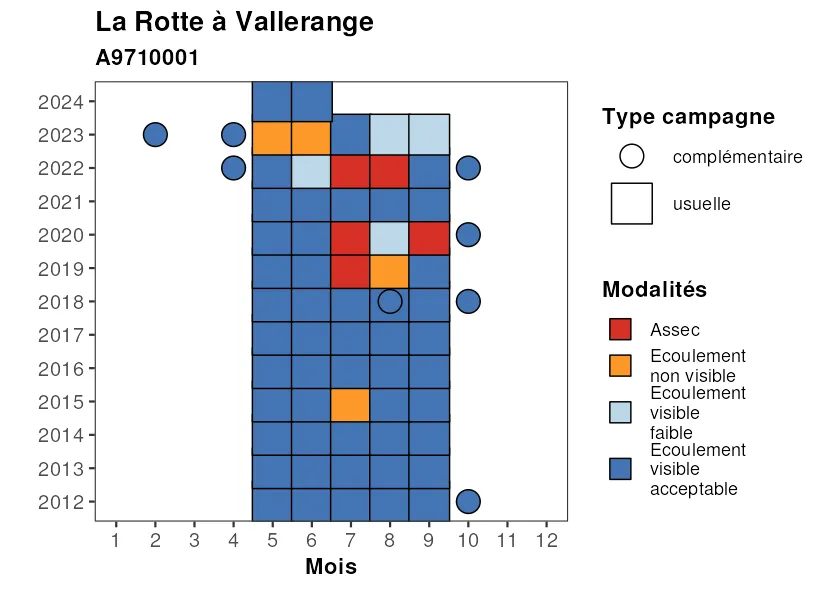 La Rotte à Vallerange
A9710001
2024
2023
2022
2021
2020
2019
2018
2017
2016
2015
2014
2013
2012
1 2 3 4 5 6 7 8 9 10 11 12
Mois
Type campagne
complémentaire
usuelle
Modalités
Assec
Ecoulement
non visible
Ecoulement
visible
faible
Ecoulement
visible
acceptable